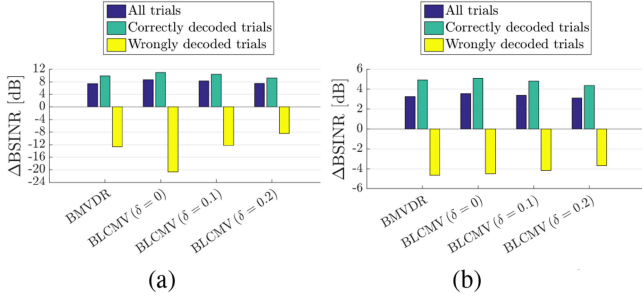 All trials
Correctly decoded trials
Wrongly decoded trials
ΔBSINR [dB]
12
8
4
0
-4
-8
-12
-16
-20
-24
BMVDR
BLCMV (δ = 0)
BLCMV (δ = 0.1)
BLCMV (δ = 0.2)
(a)
All trials
Correctly decoded trials
Wrongly decoded trials
ΔBSINR [dB]
6
4
2
0
-2
-4
-6
BMVDR
BLCMV (δ = 0)
BLCMV (δ = 0.1)
BLCMV (δ = 0.2)
(b)